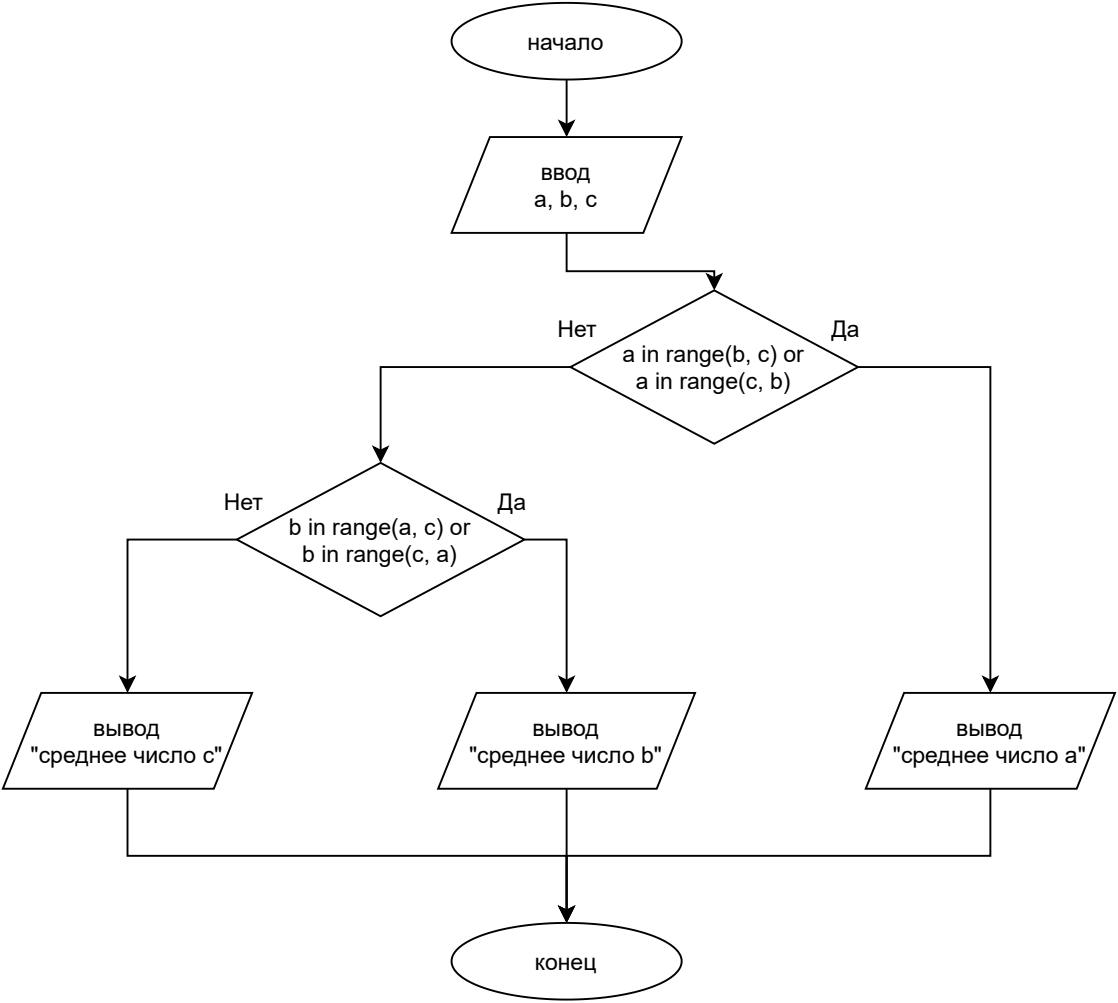 начало
ввод
a, b, c
Нет
Да
a in range(b, c) or
a in range(c, b)
Нет
Да
b in range(a, c) or
b in range(c, a)
вывод
"среднее число c"
вывод
"среднее число b"
вывод
"среднее число a"
конец